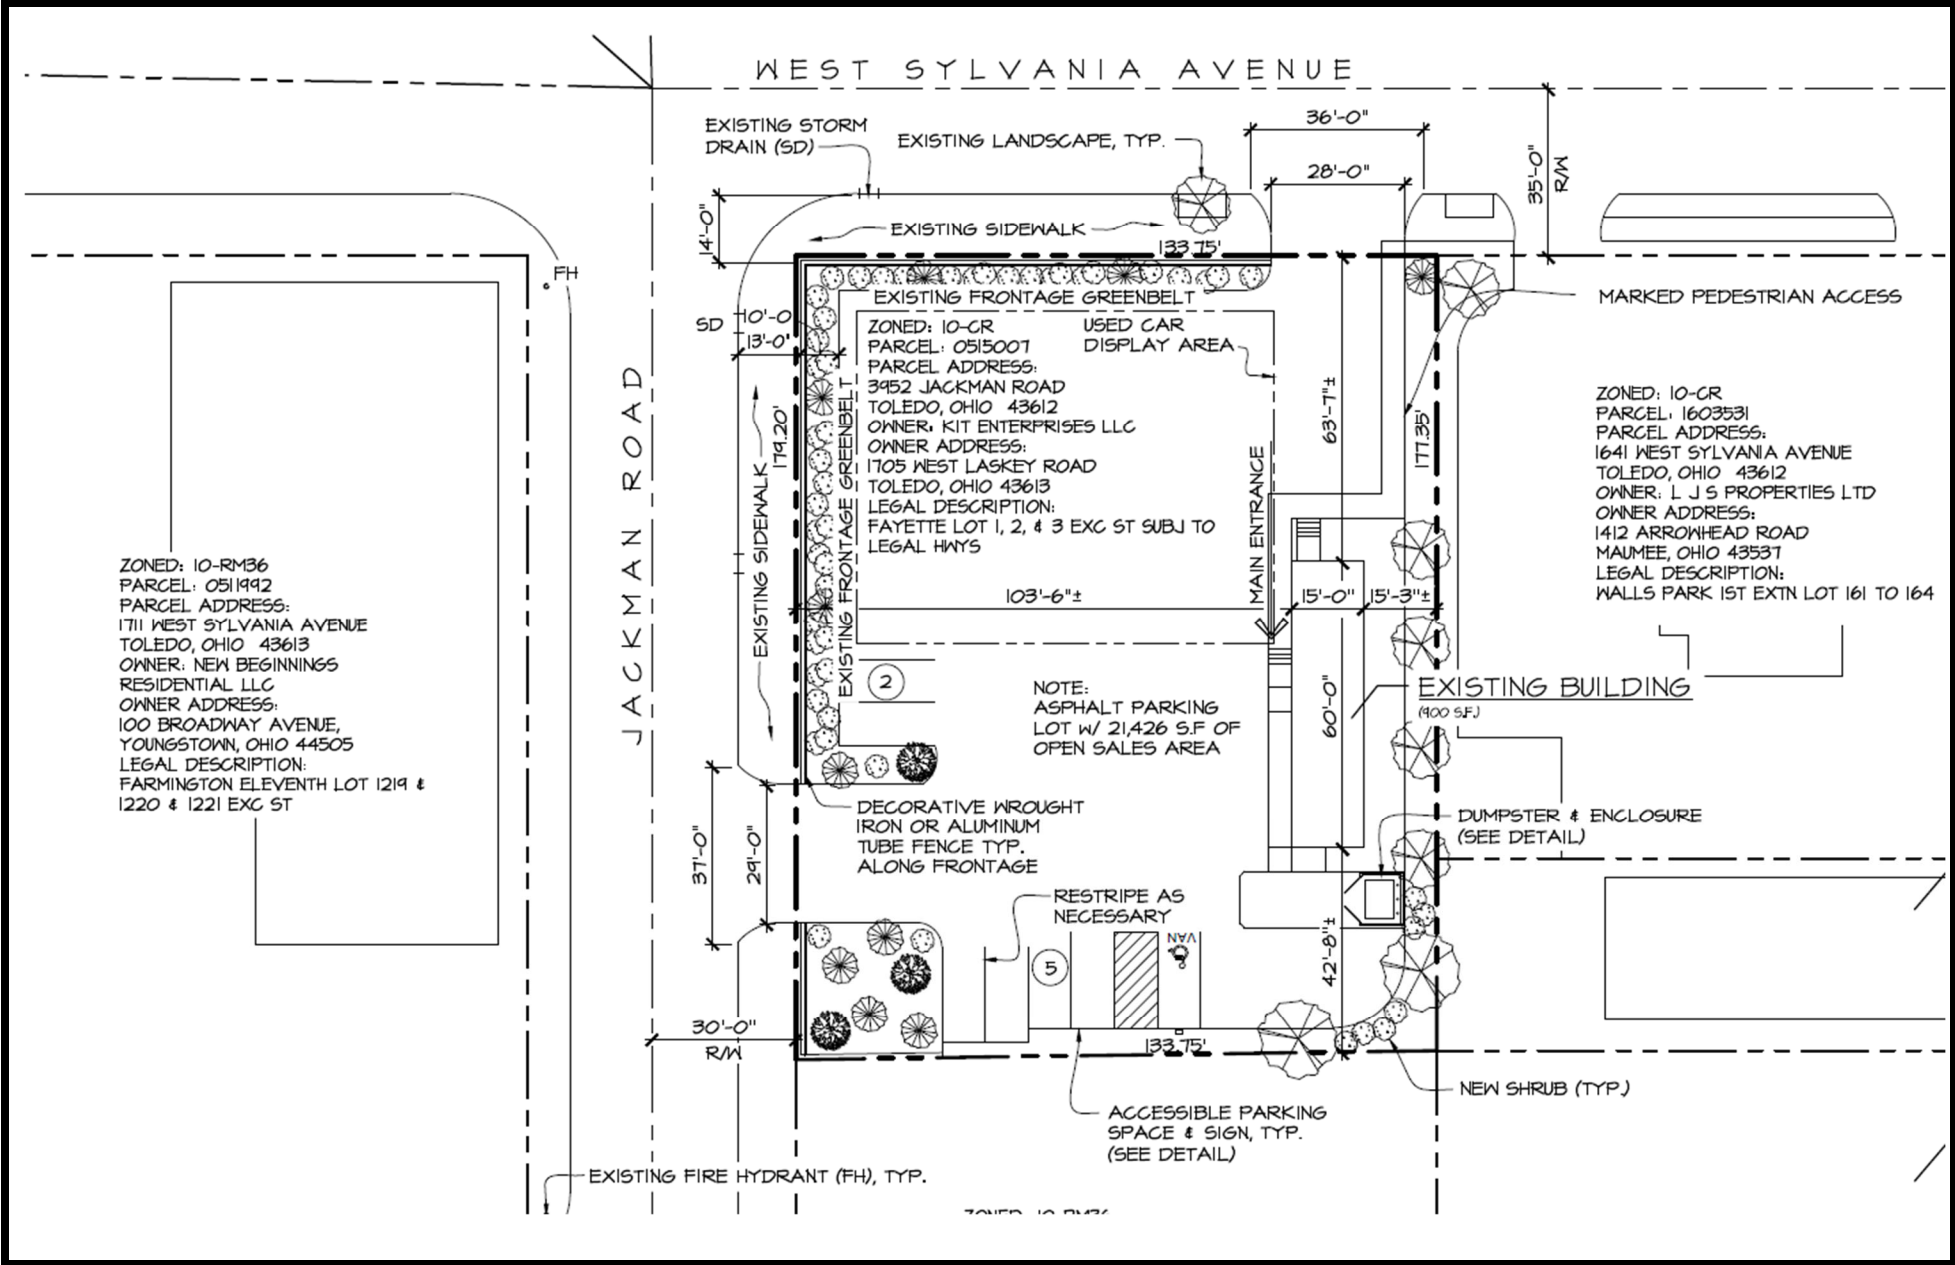 WEST SYLVANIA AVENUE
EXISTING STORM
DRAIN (SD)
EXISTING LANDSCAPE, TYP.
36'-0"
28'-0"
35'-0"
R/W
14'-0"
EXISTING SIDEWALK
133.75'
FH
EXISTING FRONTAGE GREENBELT
MARKED PEDESTRIAN ACCESS
SD
10'-0
13'-0"
ZONED: 10-CR
PARCEL: 0515007
PARCEL ADDRESS:
3952 JACKMAN ROAD
TOLEDO, OHIO 43612
OWNER: KIT ENTERPRISES LLC
OWNER ADDRESS:
1705 WEST LASKEY ROAD
TOLEDO, OHIO 43613
LEGAL DESCRIPTION:
FAYETTE LOT 1, 2, & 3 EXC ST SUBJ TO
LEGAL HWYS
USED CAR
DISPLAY AREA
63'-7"±
177.35'
179.20'
JACKMAN ROAD
EXISTING SIDEWALK
EXISTING FRONTAGE GREENBELT
MAIN ENTRANCE
ZONED: 10-CR
PARCEL: 1603531
PARCEL ADDRESS:
1641 WEST SYLVANIA AVENUE
TOLEDO, OHIO 43612
OWNER: L J S PROPERTIES LTD
OWNER ADDRESS:
1412 ARROWHEAD ROAD
MAUMEE, OHIO 43537
LEGAL DESCRIPTION:
WALLS PARK 1ST EXTN LOT 161 TO 164
ZONED: 10-RM36
PARCEL: 0511992
PARCEL ADDRESS:
1711 WEST SYLVANIA AVENUE
TOLEDO, OHIO 43613
OWNER: NEW BEGINNINGS
RESIDENTIAL LLC
OWNER ADDRESS:
100 BROADWAY AVENUE,
YOUNGSTOWN, OHIO 44505
LEGAL DESCRIPTION:
FARMINGTON ELEVENTH LOT 1219 &
1220 & 1221 EXC ST
103'-6"±
15'-0"
15'-3"±
2
NOTE:
ASPHALT PARKING
LOT W/ 21,426 S.F OF
OPEN SALES AREA
60'-0"
EXISTING BUILDING
(900 S.F.)
DECORATIVE WROUGHT
IRON OR ALUMINUM
TUBE FENCE TYP.
ALONG FRONTAGE
37'-0"
29'-0"
DUMPSTER & ENCLOSURE
(SEE DETAIL)
RESTRIPE AS
NECESSARY
VAN
5
42'-8"±
30'-0"
R/W
133.75'
NEW SHRUB (TYP.)
ACCESSIBLE PARKING
SPACE & SIGN, TYP.
(SEE DETAIL)
EXISTING FIRE HYDRANT (FH), TYP.
ZONED: 10-RM36